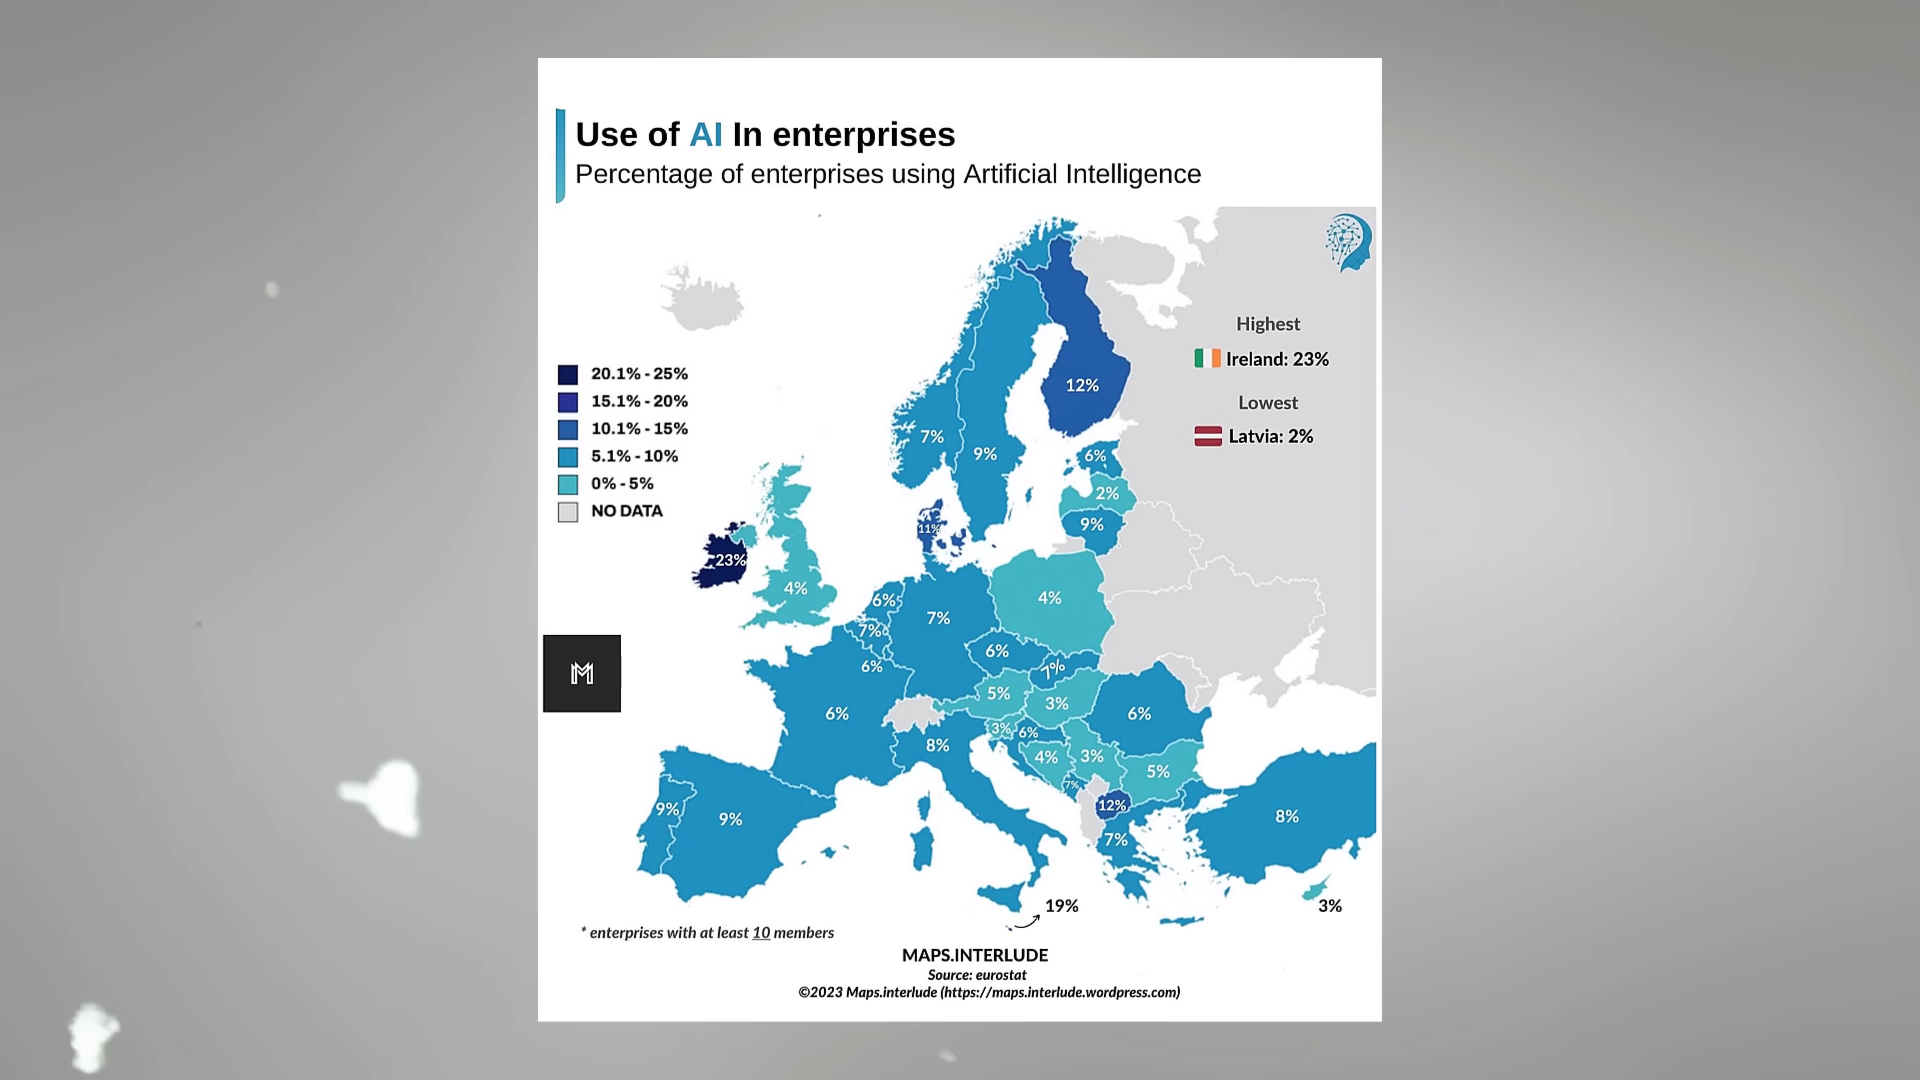 Use of AI In enterprises
Percentage of enterprises using Artificial Intelligence
Highest
Ireland: 23%
Lowest
Latvia: 2%
20.1% - 25%
15.1% - 20%
10.1% - 15%
5.1% - 10%
0% - 5%
NO DATA
12%
7%
9%
6%
2%
9%
11%
23%
4%
6%
7%
4%
7%
6%
6%
7%
6%
5%
3%
6%
6%
8%
3%
6%
4%
3%
5%
7%
12%
9%
9%
8%
7%
19%
3%
* enterprises with at least 10 members
MAPS.INTERLUDE
Source: eurostat
©2023 Maps.interlude (https://maps.interlude.wordpress.com)
M